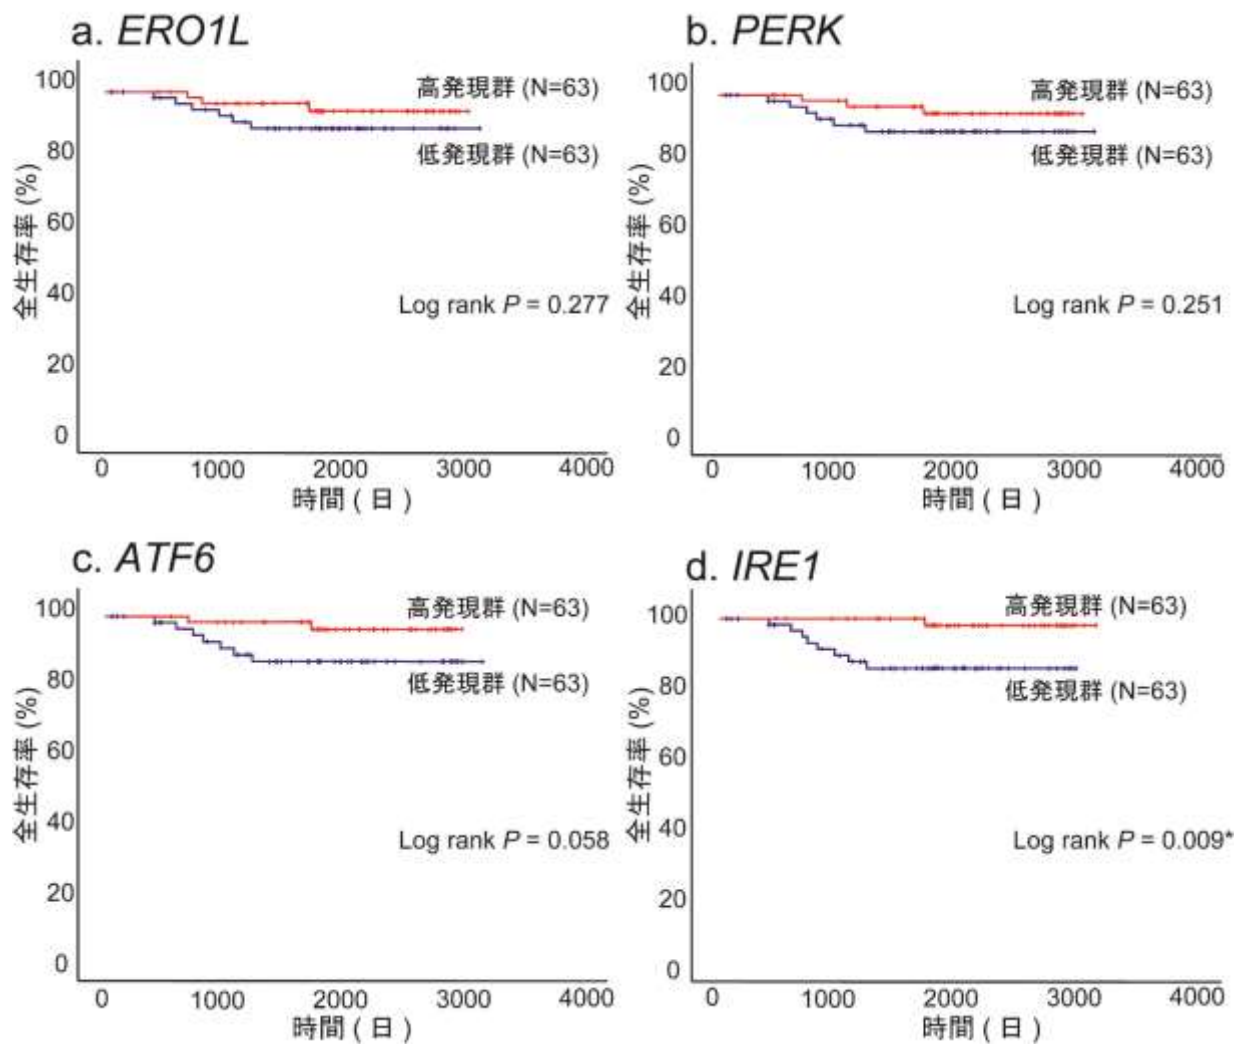 a. ERO1L
100
80
60
40
20
0
全生存率 (%)
高発現群 (N=63)
低発現群 (N=63)
Log rank P = 0.277
0 1000 2000 3000 4000
時間 ( 日 )
b. PERK
100
80
60
40
20
0
全生存率 (%)
高発現群 (N=63)
低発現群 (N=63)
Log rank P = 0.251
0 1000 2000 3000 4000
時間 ( 日 )
c. ATF6
100
80
60
40
20
0
全生存率 (%)
高発現群 (N=63)
低発現群 (N=63)
Log rank P = 0.058
0 1000 2000 3000 4000
時間 ( 日 )
d. IRE1
100
80
60
40
20
0
全生存率 (%)
高発現群 (N=63)
低発現群 (N=63)
Log rank P = 0.009*
0 1000 2000 3000 4000
時間 ( 日 )